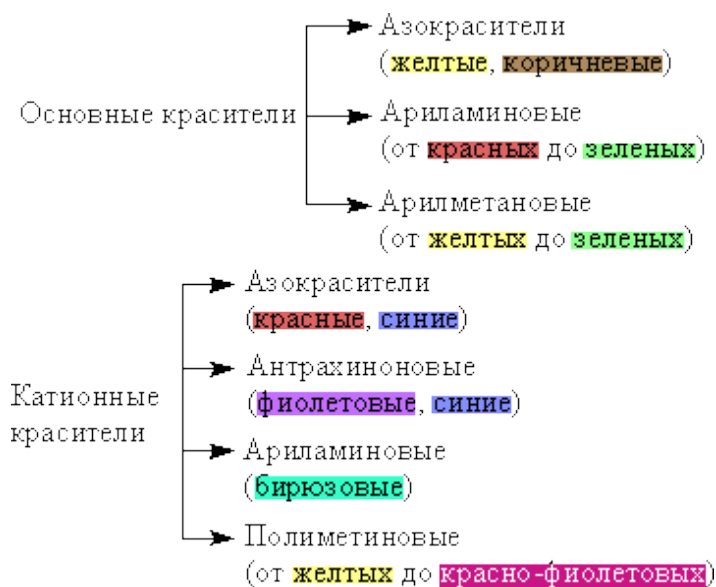 Азокрасители
(желтые, коричневые)
Основные красители
Ариламиновые
(от красных до зеленых)
Арилметановые
(от желтых до зеленых)
Азокрасители
(красные, синие)
Антрахиноновые
(фиолетовые, синие)
Катионные
красители
Ариламиновые
(бирюзовые)
Полиметиновые
(от желтых до красно-фиолетовых)